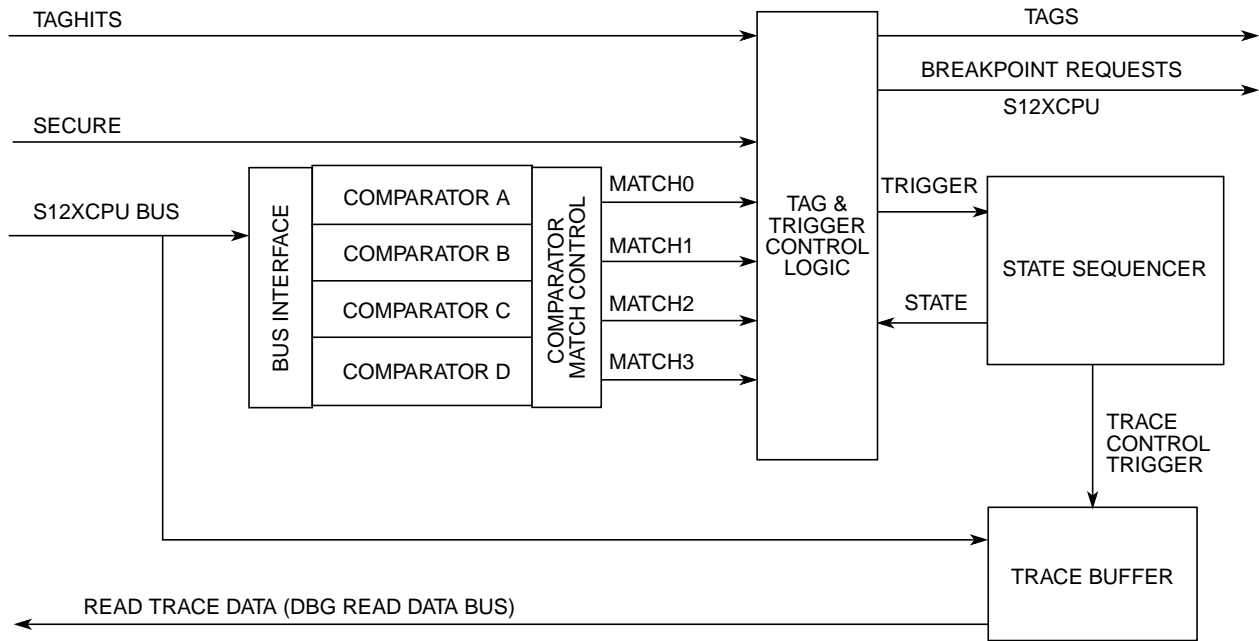 TAGHITS
TAGS
BREAKPOINT REQUESTS
S12XCPU
SECURE
S12XCPU BUS
BUS INTERFACE
COMPARATOR A
COMPARATOR B
COMPARATOR C
COMPARATOR D
COMPARATOR
MATCH CONTROL
MATCH0
MATCH1
MATCH2
MATCH3
TAG &
TRIGGER
CONTROL
LOGIC
TRIGGER
STATE
STATE SEQUENCER
TRACE
CONTROL
TRIGGER
TRACE BUFFER
READ TRACE DATA (DBG READ DATA BUS)